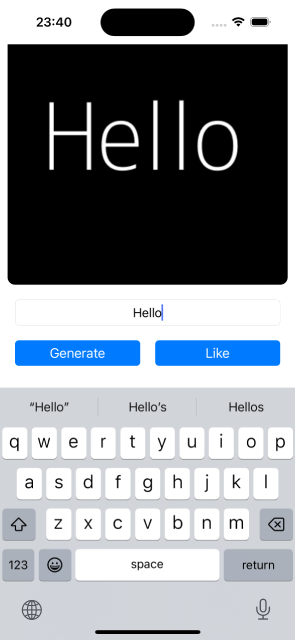 23:40
Hello
Hello
Generate Like
“Hello” Hello’s Hellos
q w e r t y u i o p
a s d f g h j k l
z x c v b n m
123 space return